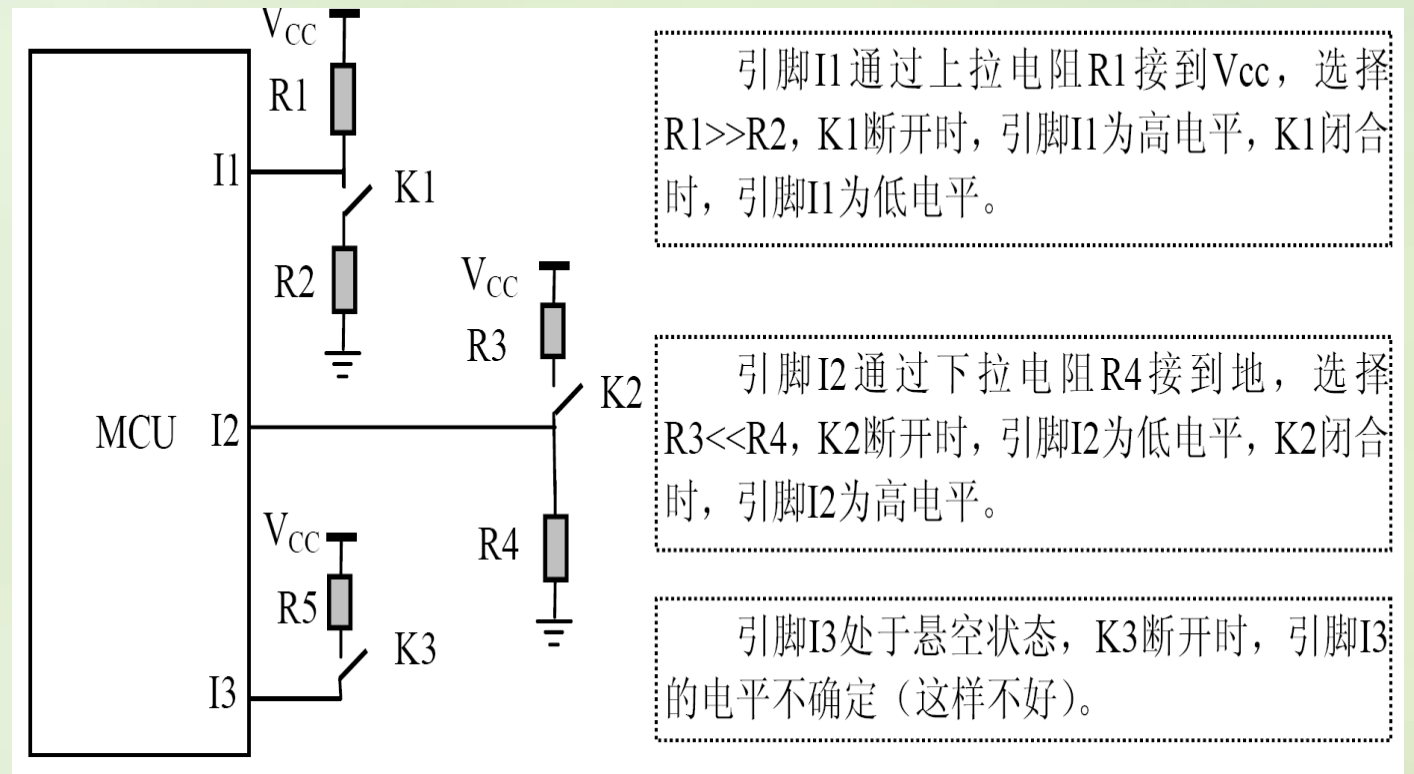 V_CC
R1
I1
K1
R2
V_CC
R3
K2
MCU I2
V_CC
R4
R5
K3
I3
引脚I1通过上拉电阻R1接到Vcc，选择
R1>>R2，K1断开时，引脚I1为高电平，K1闭合
时，引脚I1为低电平。
引脚I2通过下拉电阻R4接到地，选择
R3<<R4，K2断开时，引脚I2为低电平，K2闭合
时，引脚I2为高电平。
引脚I3处于悬空状态，K3断开时，引脚I3
的电平不确定（这样不好）。